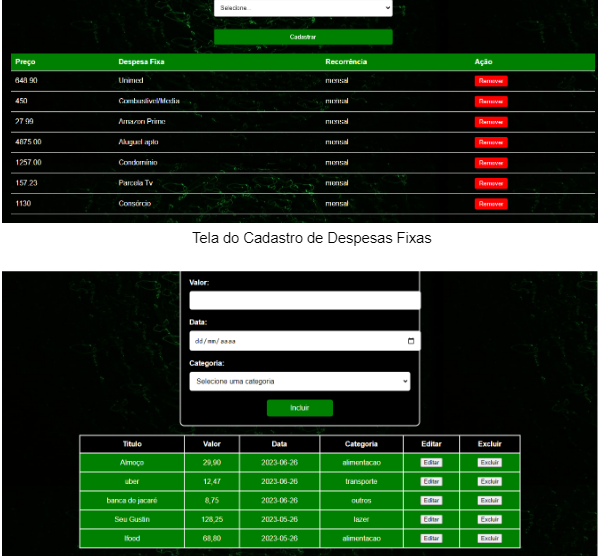 Selecione...
Cadastrar
Preço Despesa Fixa Recorrência Ação
648.90 Unimed mensal Remover
450 Combustível/Media mensal Remover
27.99 Amazon Prime mensal Remover
4875.00 Aluguel apto mensal Remover
1257.00 Condomínio mensal Remover
157.23 Parcela Tv mensal Remover
1130 Consórcio mensal Remover
Tela do Cadastro de Despesas Fixas
Valor:
Data:
dd/mm/aaaa
Categoria:
Selecione uma categoria
Incluir
Titulo Valor Data Categoria Editar Excluir
Almoço 29,90 2023-06-26 alimentacao Editar Excluir
uber 12,47 2023-06-26 transporte Editar Excluir
banca do jacaré 8,75 2023-06-26 outros Editar Excluir
Seu Gustin 128,25 2023-05-26 lazer Editar Excluir
Ifood 68,80 2023-05-26 alimentacao Editar Excluir